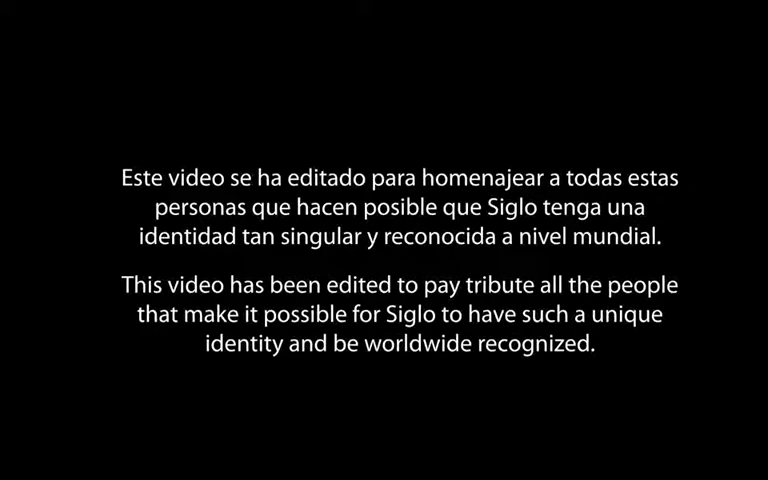 Este video se ha editado para homenajear a todas estas
personas que hacen posible que Siglo tenga una
identidad tan singular y reconocida a nivel mundial.
This video has been edited to pay tribute all the people
that make it possible for Siglo to have such a unique
identity and be worldwide recognized.